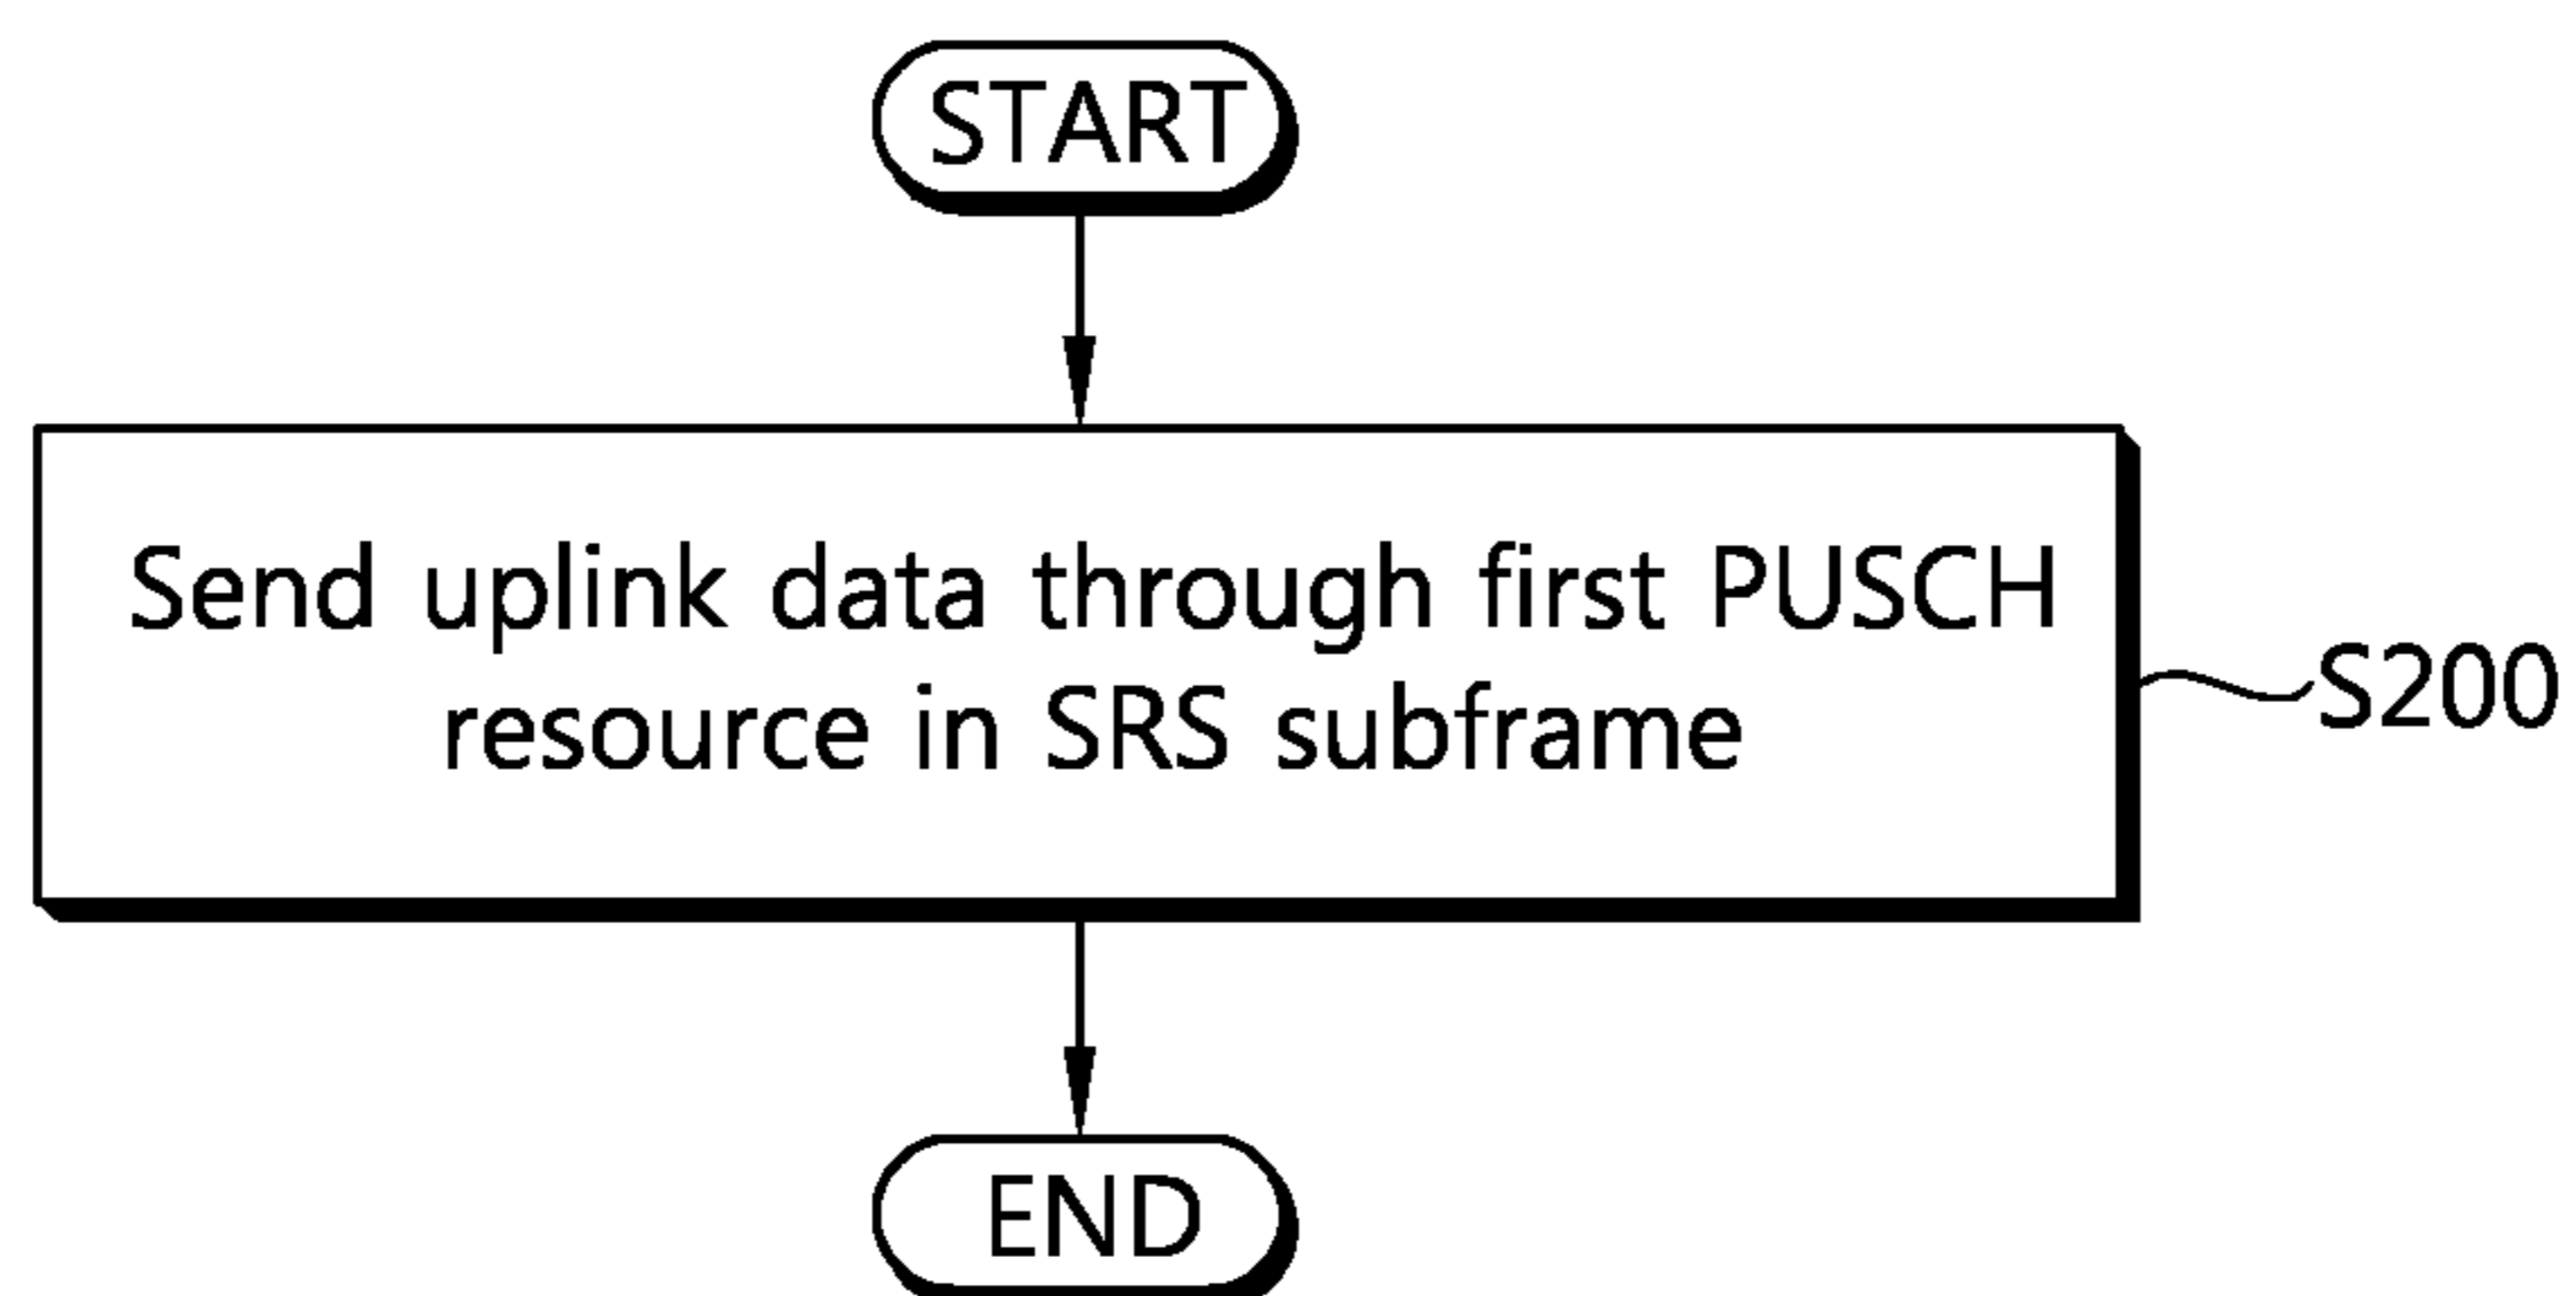 START
Send uplink data through first PUSCH
resource in SRS subframe
S200
END